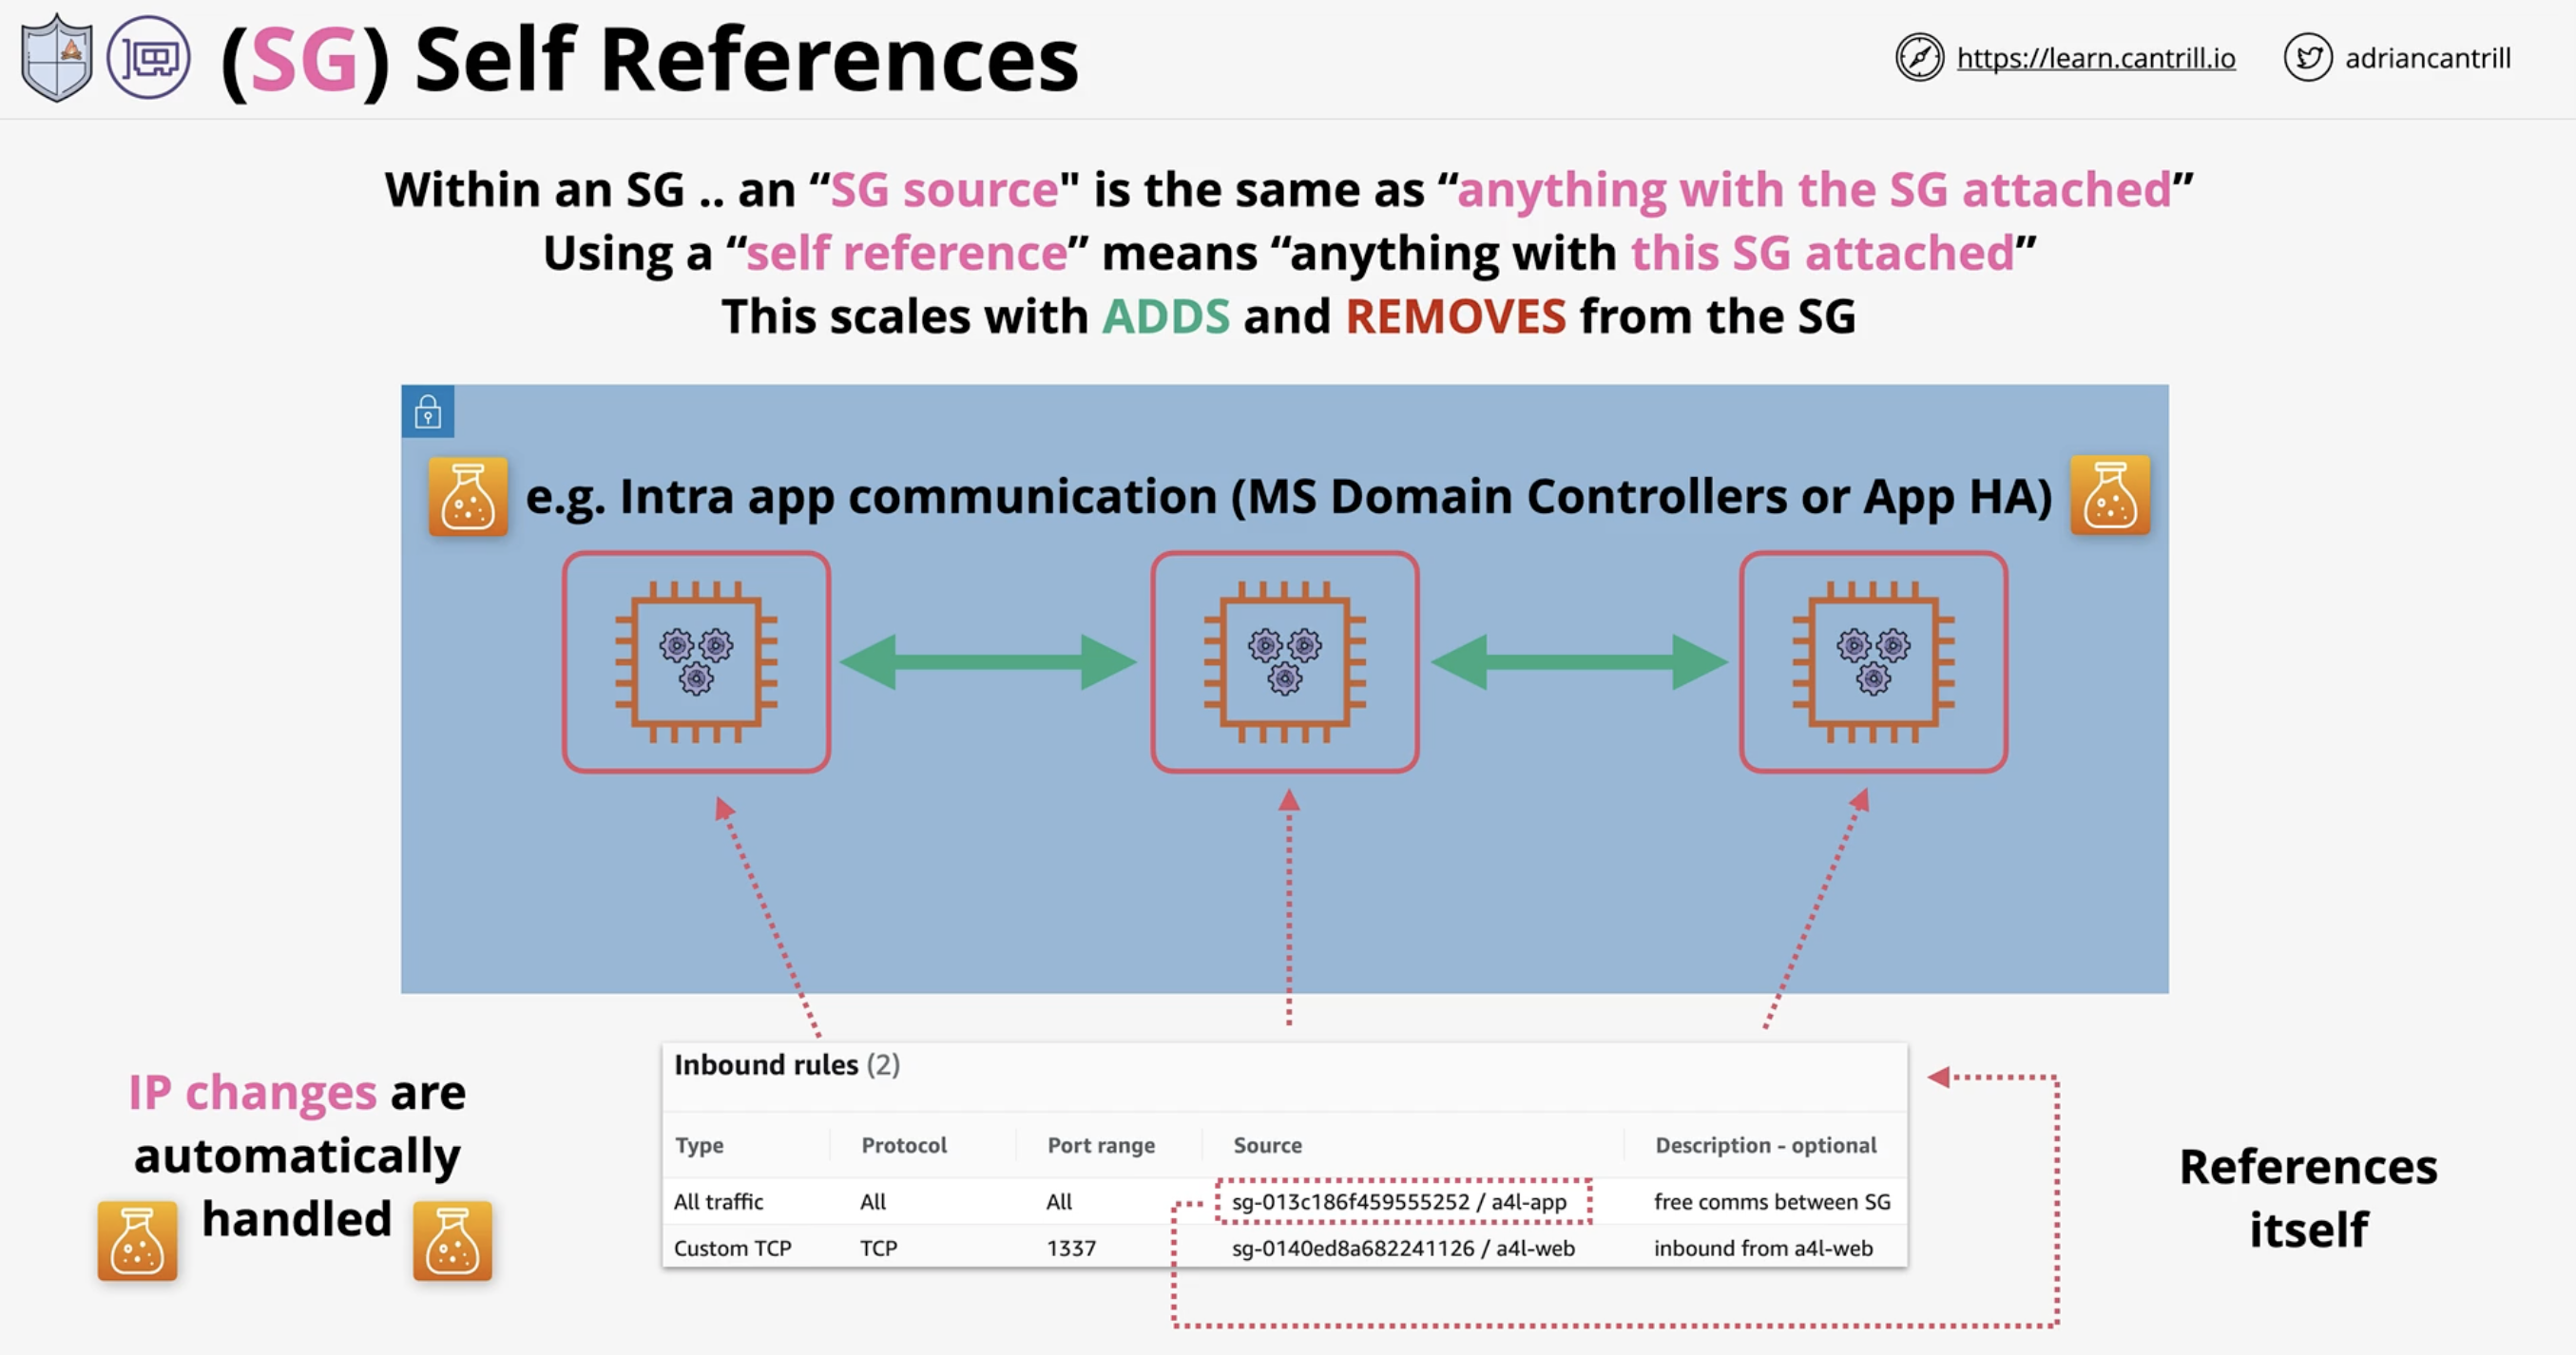 (SG) Self References
https://learn.cantrill.io
adriancantrill
Within an SG .. an “SG source" is the same as “anything with the SG attached”
Using a “self reference” means “anything with this SG attached”
This scales with ADDS and REMOVES from the SG
e.g. Intra app communication (MS Domain Controllers or App HA)
IP changes are
automatically
handled
Inbound rules (2)
Type Protocol Port range Source Description - optional
All traffic All All sg-013c186f459555252 / a4l-app free comms between SG
Custom TCP TCP 1337 sg-0140ed8a682241126 / a4l-web inbound from a4l-web
References
itself